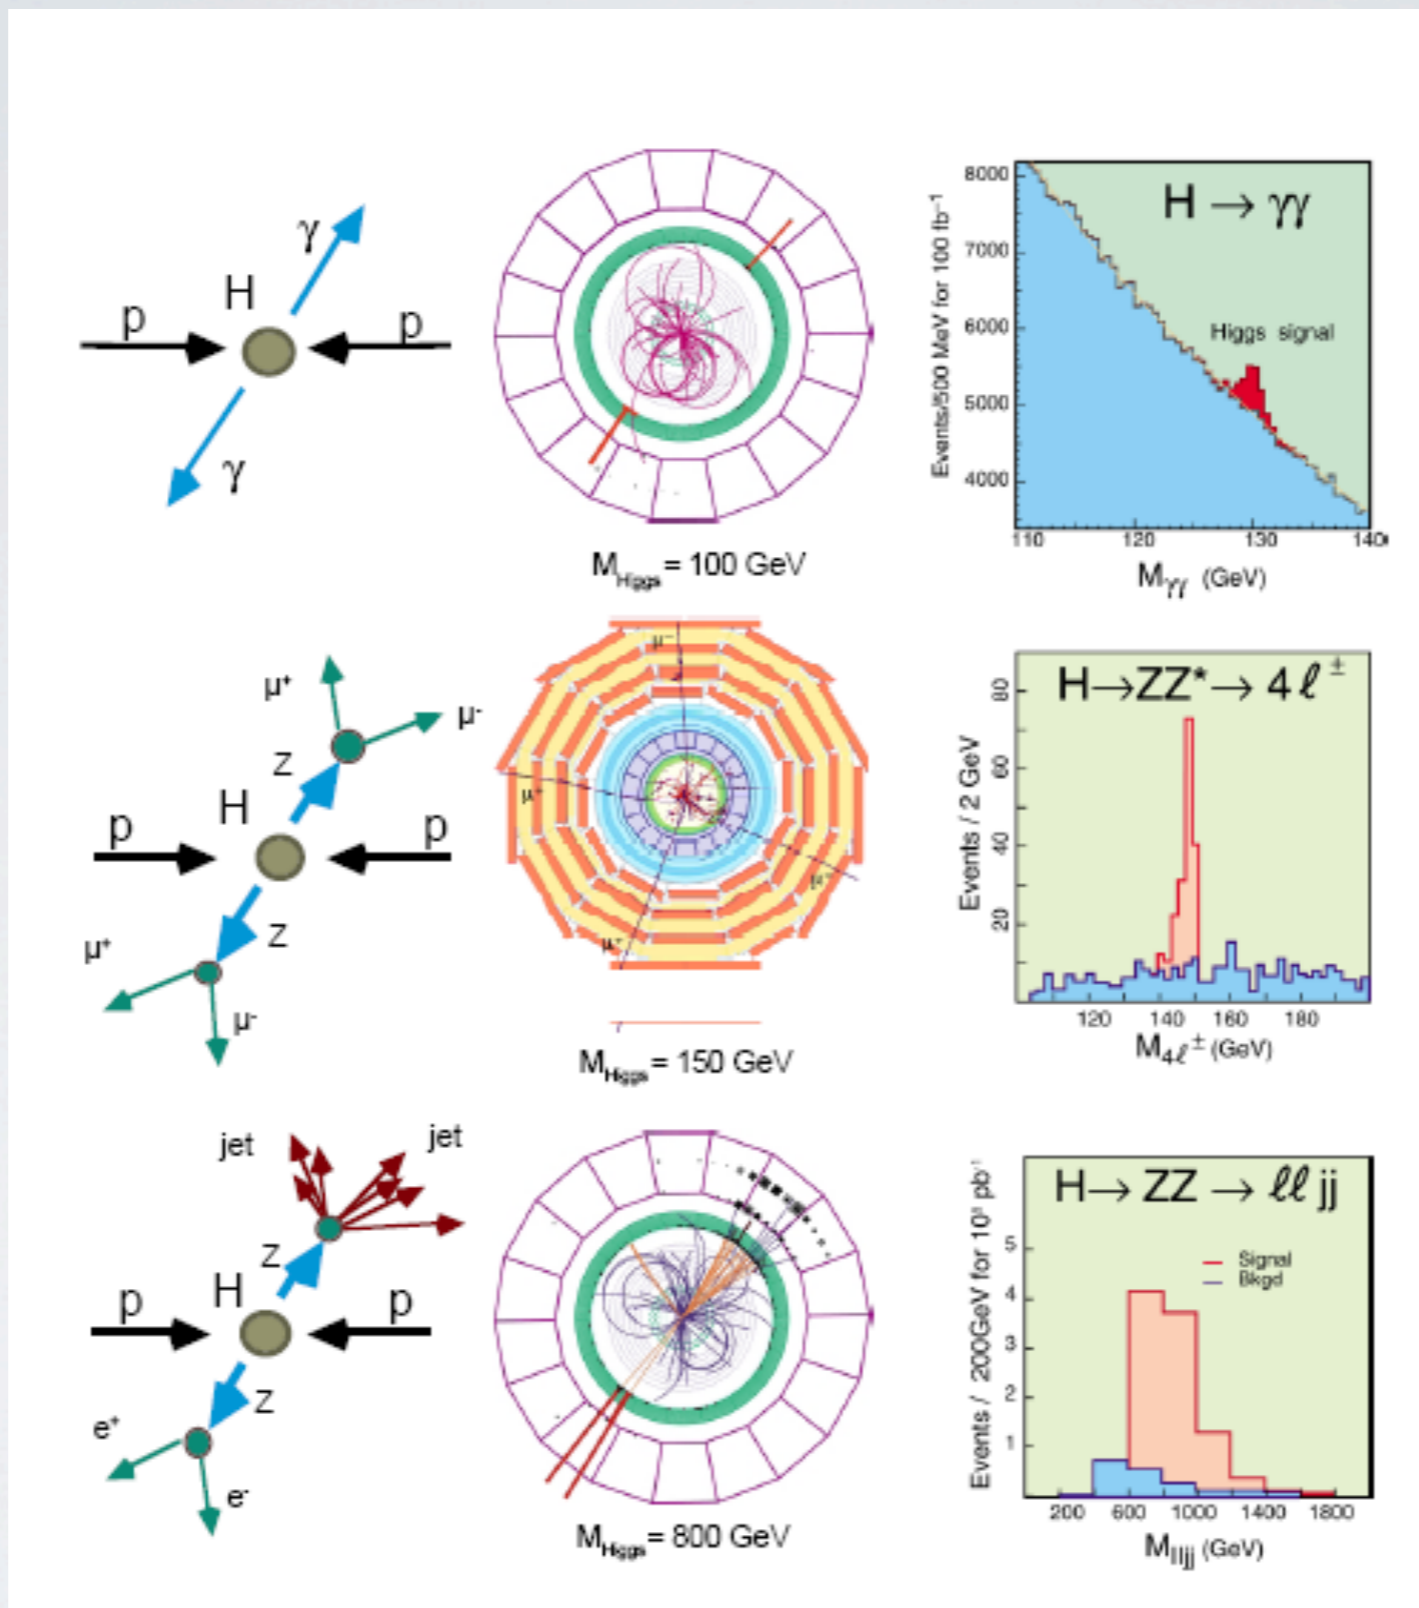 γ
H
p
p
γ
M_Higgs = 100 GeV
Events/500 MeV for 100 fb⁻¹
8000
7000
6000
5000
4000
H → γγ
Higgs signal
110
120
130
140
M_γγ (GeV)
μ⁺
μ⁻
Z
H
p
p
Z
μ⁺
μ⁻
μ⁻
μ⁺
M_Higgs = 150 GeV
Events / 2 GeV
80
60
40
20
H→ZZ*→ 4ℓ±
120
140
160
180
M_4ℓ± (GeV)
jet
jet
Z
H
p
p
Z
e⁺
e⁻
M_Higgs = 800 GeV
5
4
3
2
1
H→ ZZ → ℓℓ jj
Signal
Bkgd
200
600
1000
1400
1800
M_lljj (GeV)